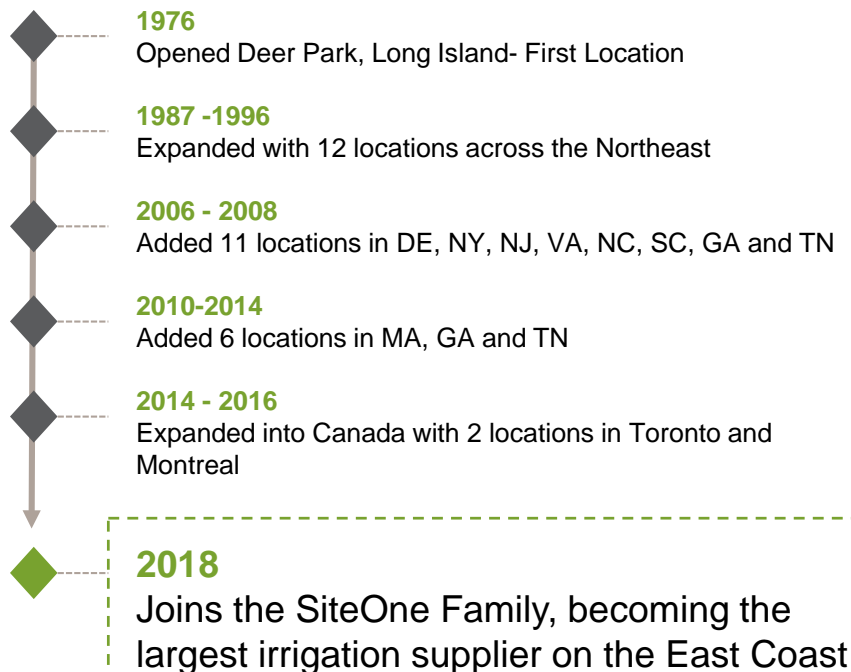 1976
Opened Deer Park, Long Island- First Location
1987 -1996
Expanded with 12 locations across the Northeast
2006 - 2008
Added 11 locations in DE, NY, NJ, VA, NC, SC, GA and TN
2010-2014
Added 6 locations in MA, GA and TN
2014 - 2016
Expanded into Canada with 2 locations in Toronto and
Montreal
2018
Joins the SiteOne Family, becoming the
largest irrigation supplier on the East Coast